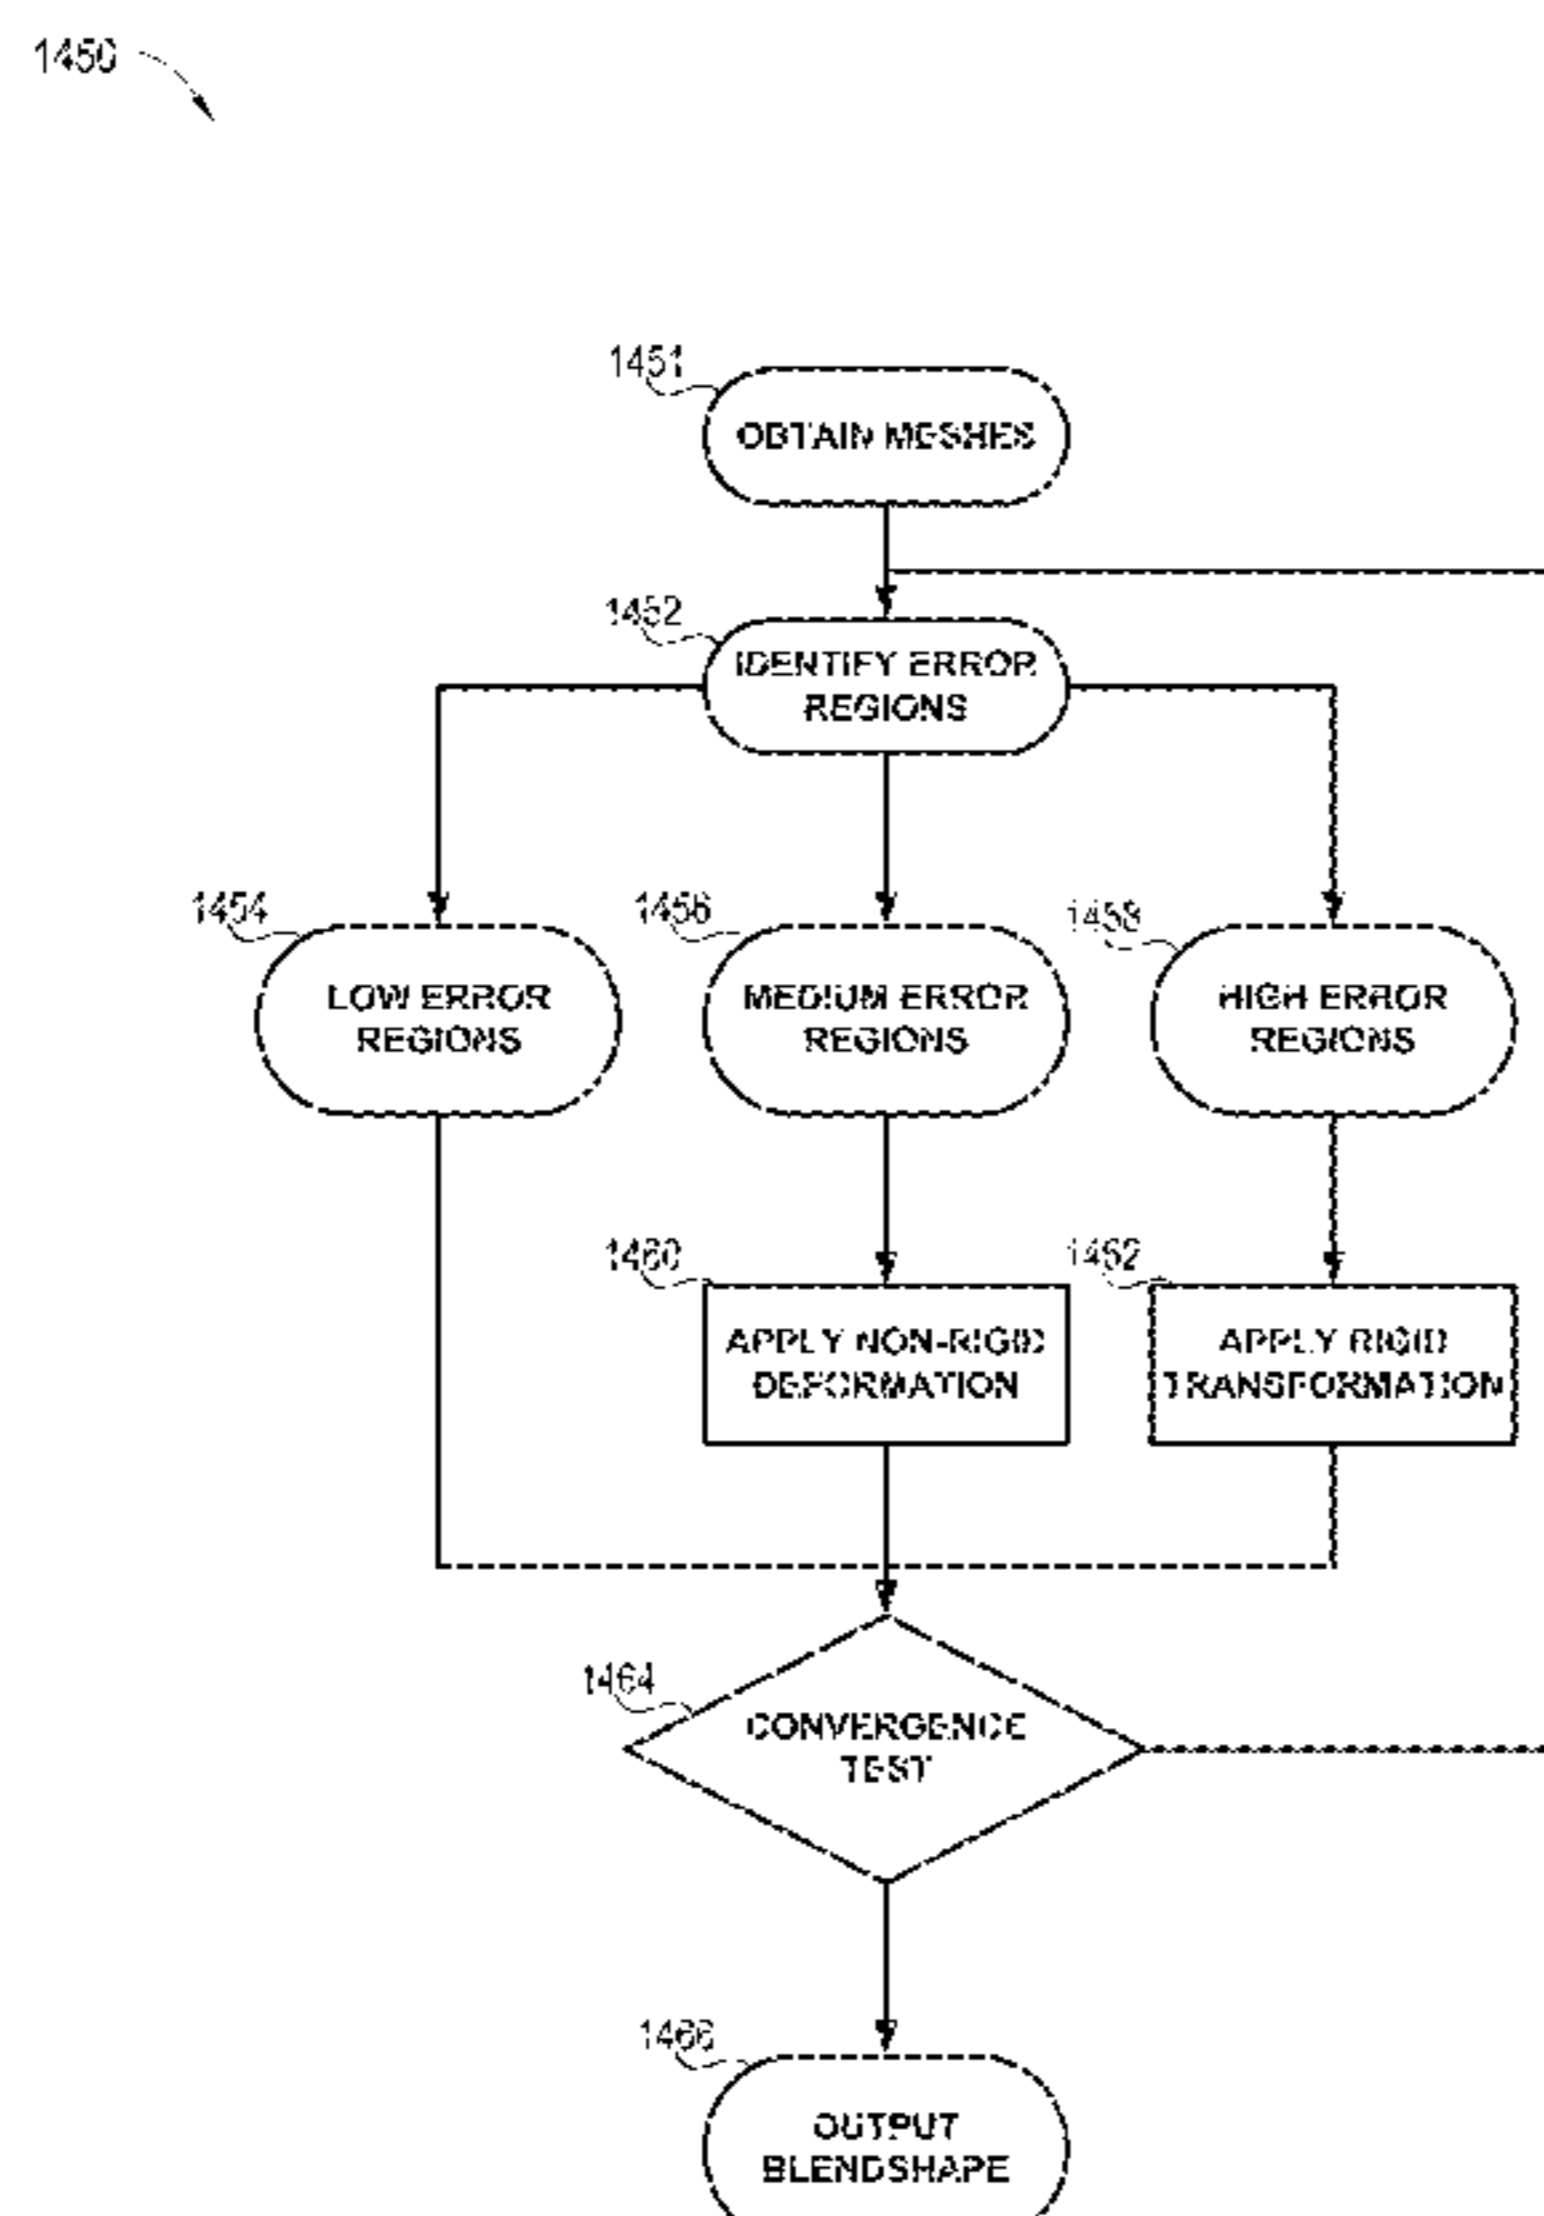 1450
1451
OBTAIN MESHES
1452
IDENTIFY ERROR
REGIONS
1454
LOW ERROR
REGIONS
1456
MEDIUM ERROR
REGIONS
1458
HIGH ERROR
REGIONS
1460
APPLY NON-RIGID
DEFORMATION
1462
APPLY RIGID
TRANSFORMATION
1464
CONVERGENCE
TEST
1466
OUTPUT
BLENDSHAPE